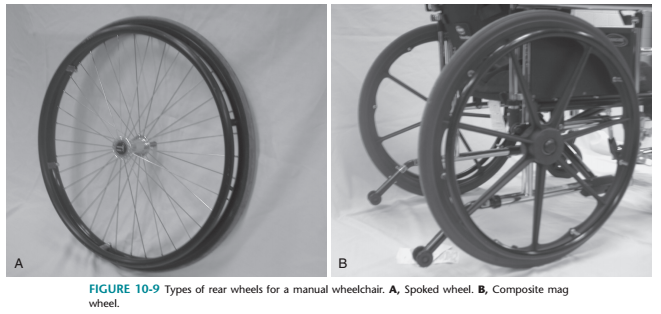 A
B
FIGURE 10-9 Types of rear wheels for a manual wheelchair. A, Spoked wheel. B, Composite mag
wheel.